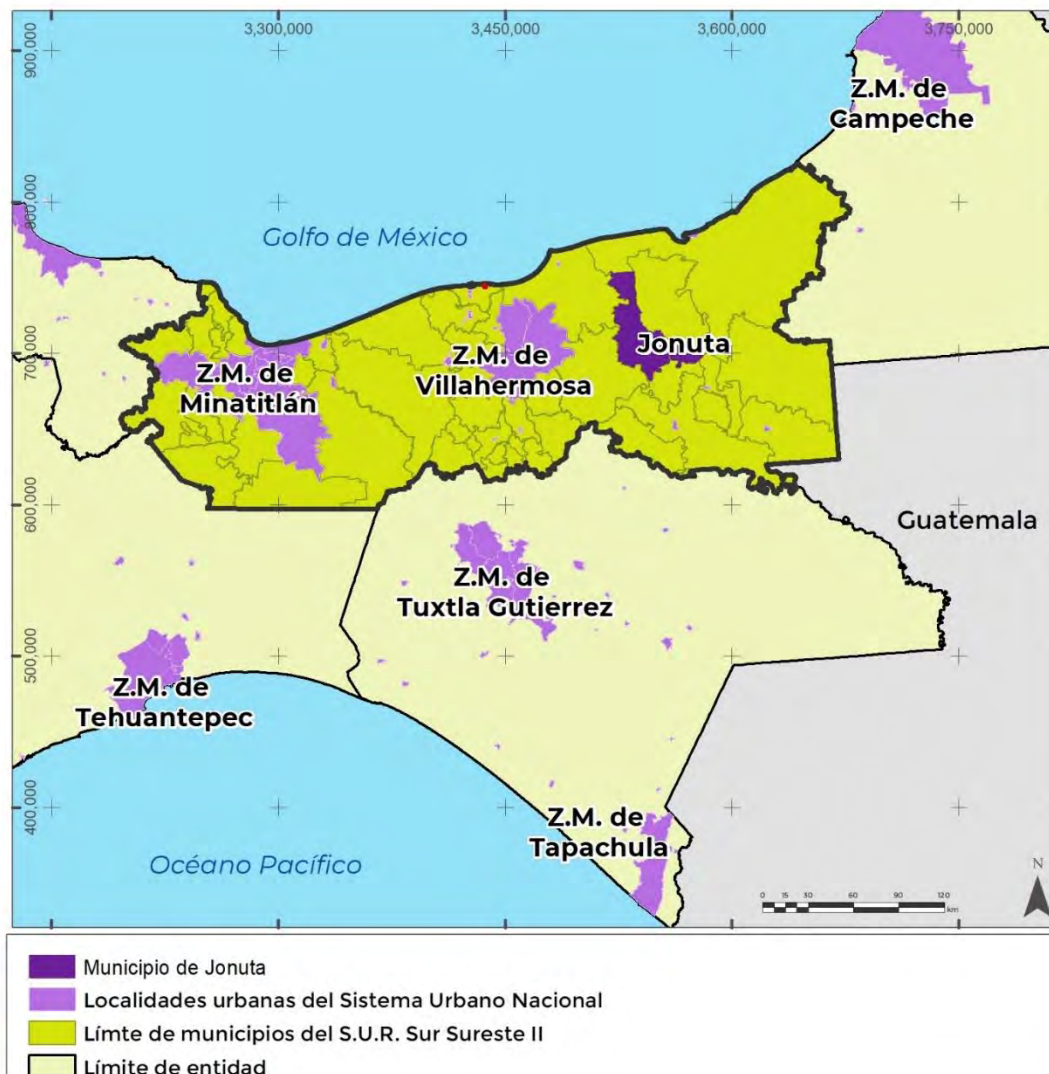 3,300,000
3,450,000
3,600,000
3,750,000
900,000
800,000
700,000
600,000
500,000
400,000
Z.M. de
Campeche
Golfo de México
Z.M. de
Minatitlán
Z.M. de
Villahermosa
Jonuta
Guatemala
Z.M. de
Tuxtla Gutierrez
Z.M. de
Tehuantepec
Z.M. de
Tapachula
Océano Pacífico
N
0 15 30 60 90 120
km
Municipio de Jonuta
Localidades urbanas del Sistema Urbano Nacional
Límte de municipios del S.U.R. Sur Sureste II
Límite de entidad